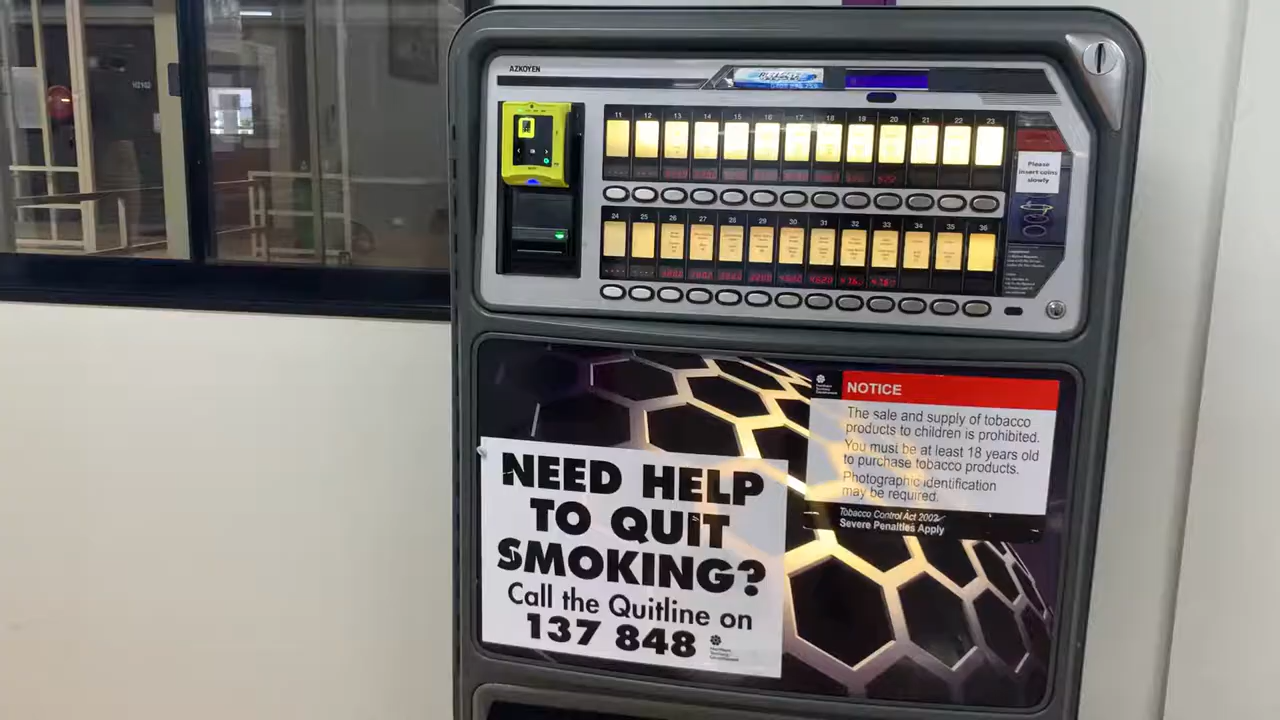 AZKOYEN
11 12 13 14 15 16 17 18 19 20 21 22 23
Please
insert coins
slowly
24 25 26 27 28 29 30 31 32 33 34 35 36
NOTICE
The sale and supply of tobacco
products to children is prohibited.
You must be at least 18 years old
to purchase tobacco products.
Photographic identification
may be required.
Tobacco Control Act 2002
Severe Penalties Apply
NEED HELP
TO QUIT
SMOKING?
Call the Quitline on
137 848